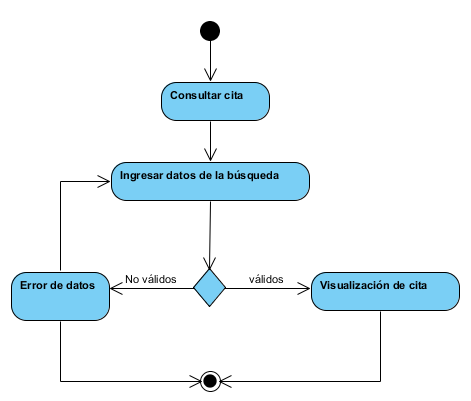 Consultar cita
Ingresar datos de la búsqueda
No válidos
válidos
Error de datos
Visualización de cita